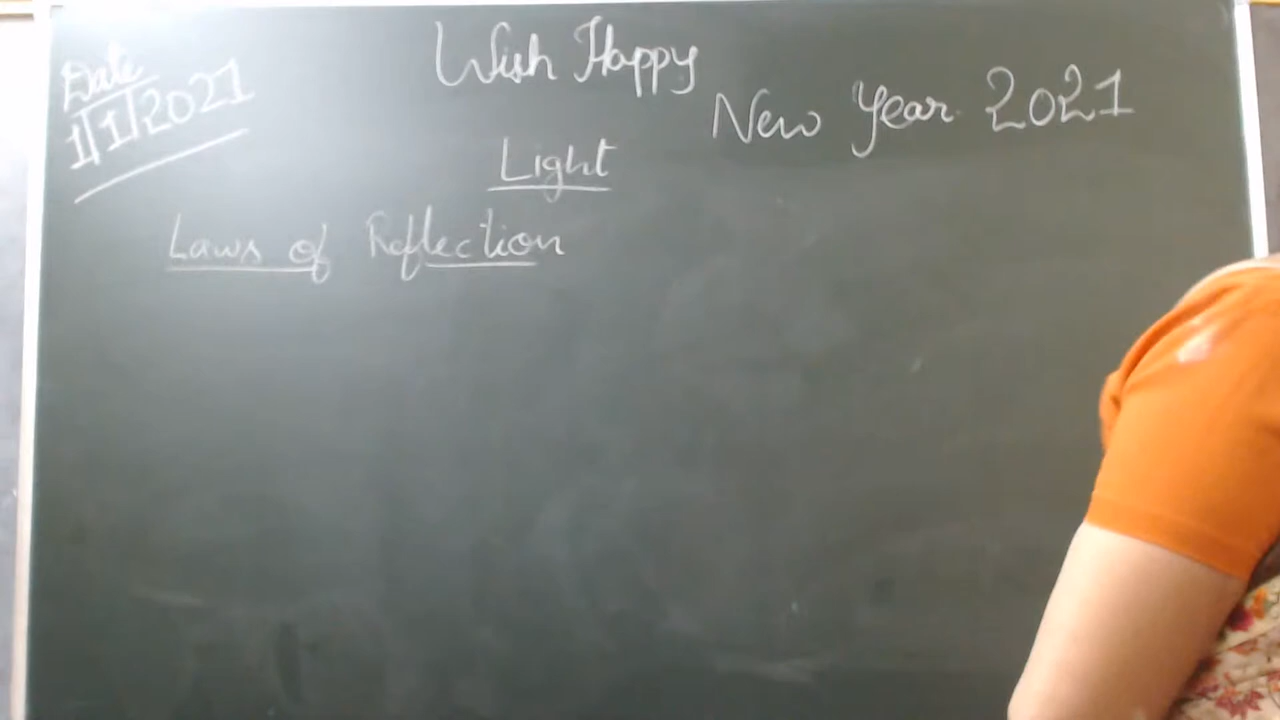 Date
1/1/2021
Wish Happy
New Year 2021
Light
Laws of Reflection